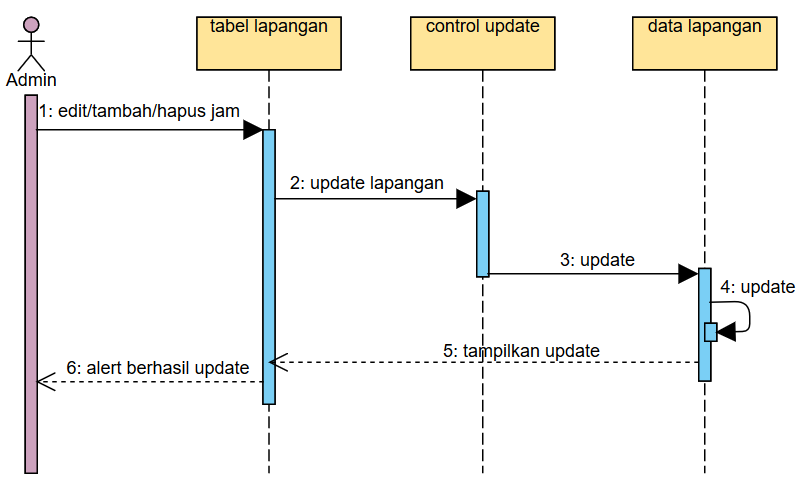 tabel lapangan
control update
data lapangan
Admin
1: edit/tambah/hapus jam
2: update lapangan
3: update
4: update
5: tampilkan update
6: alert berhasil update